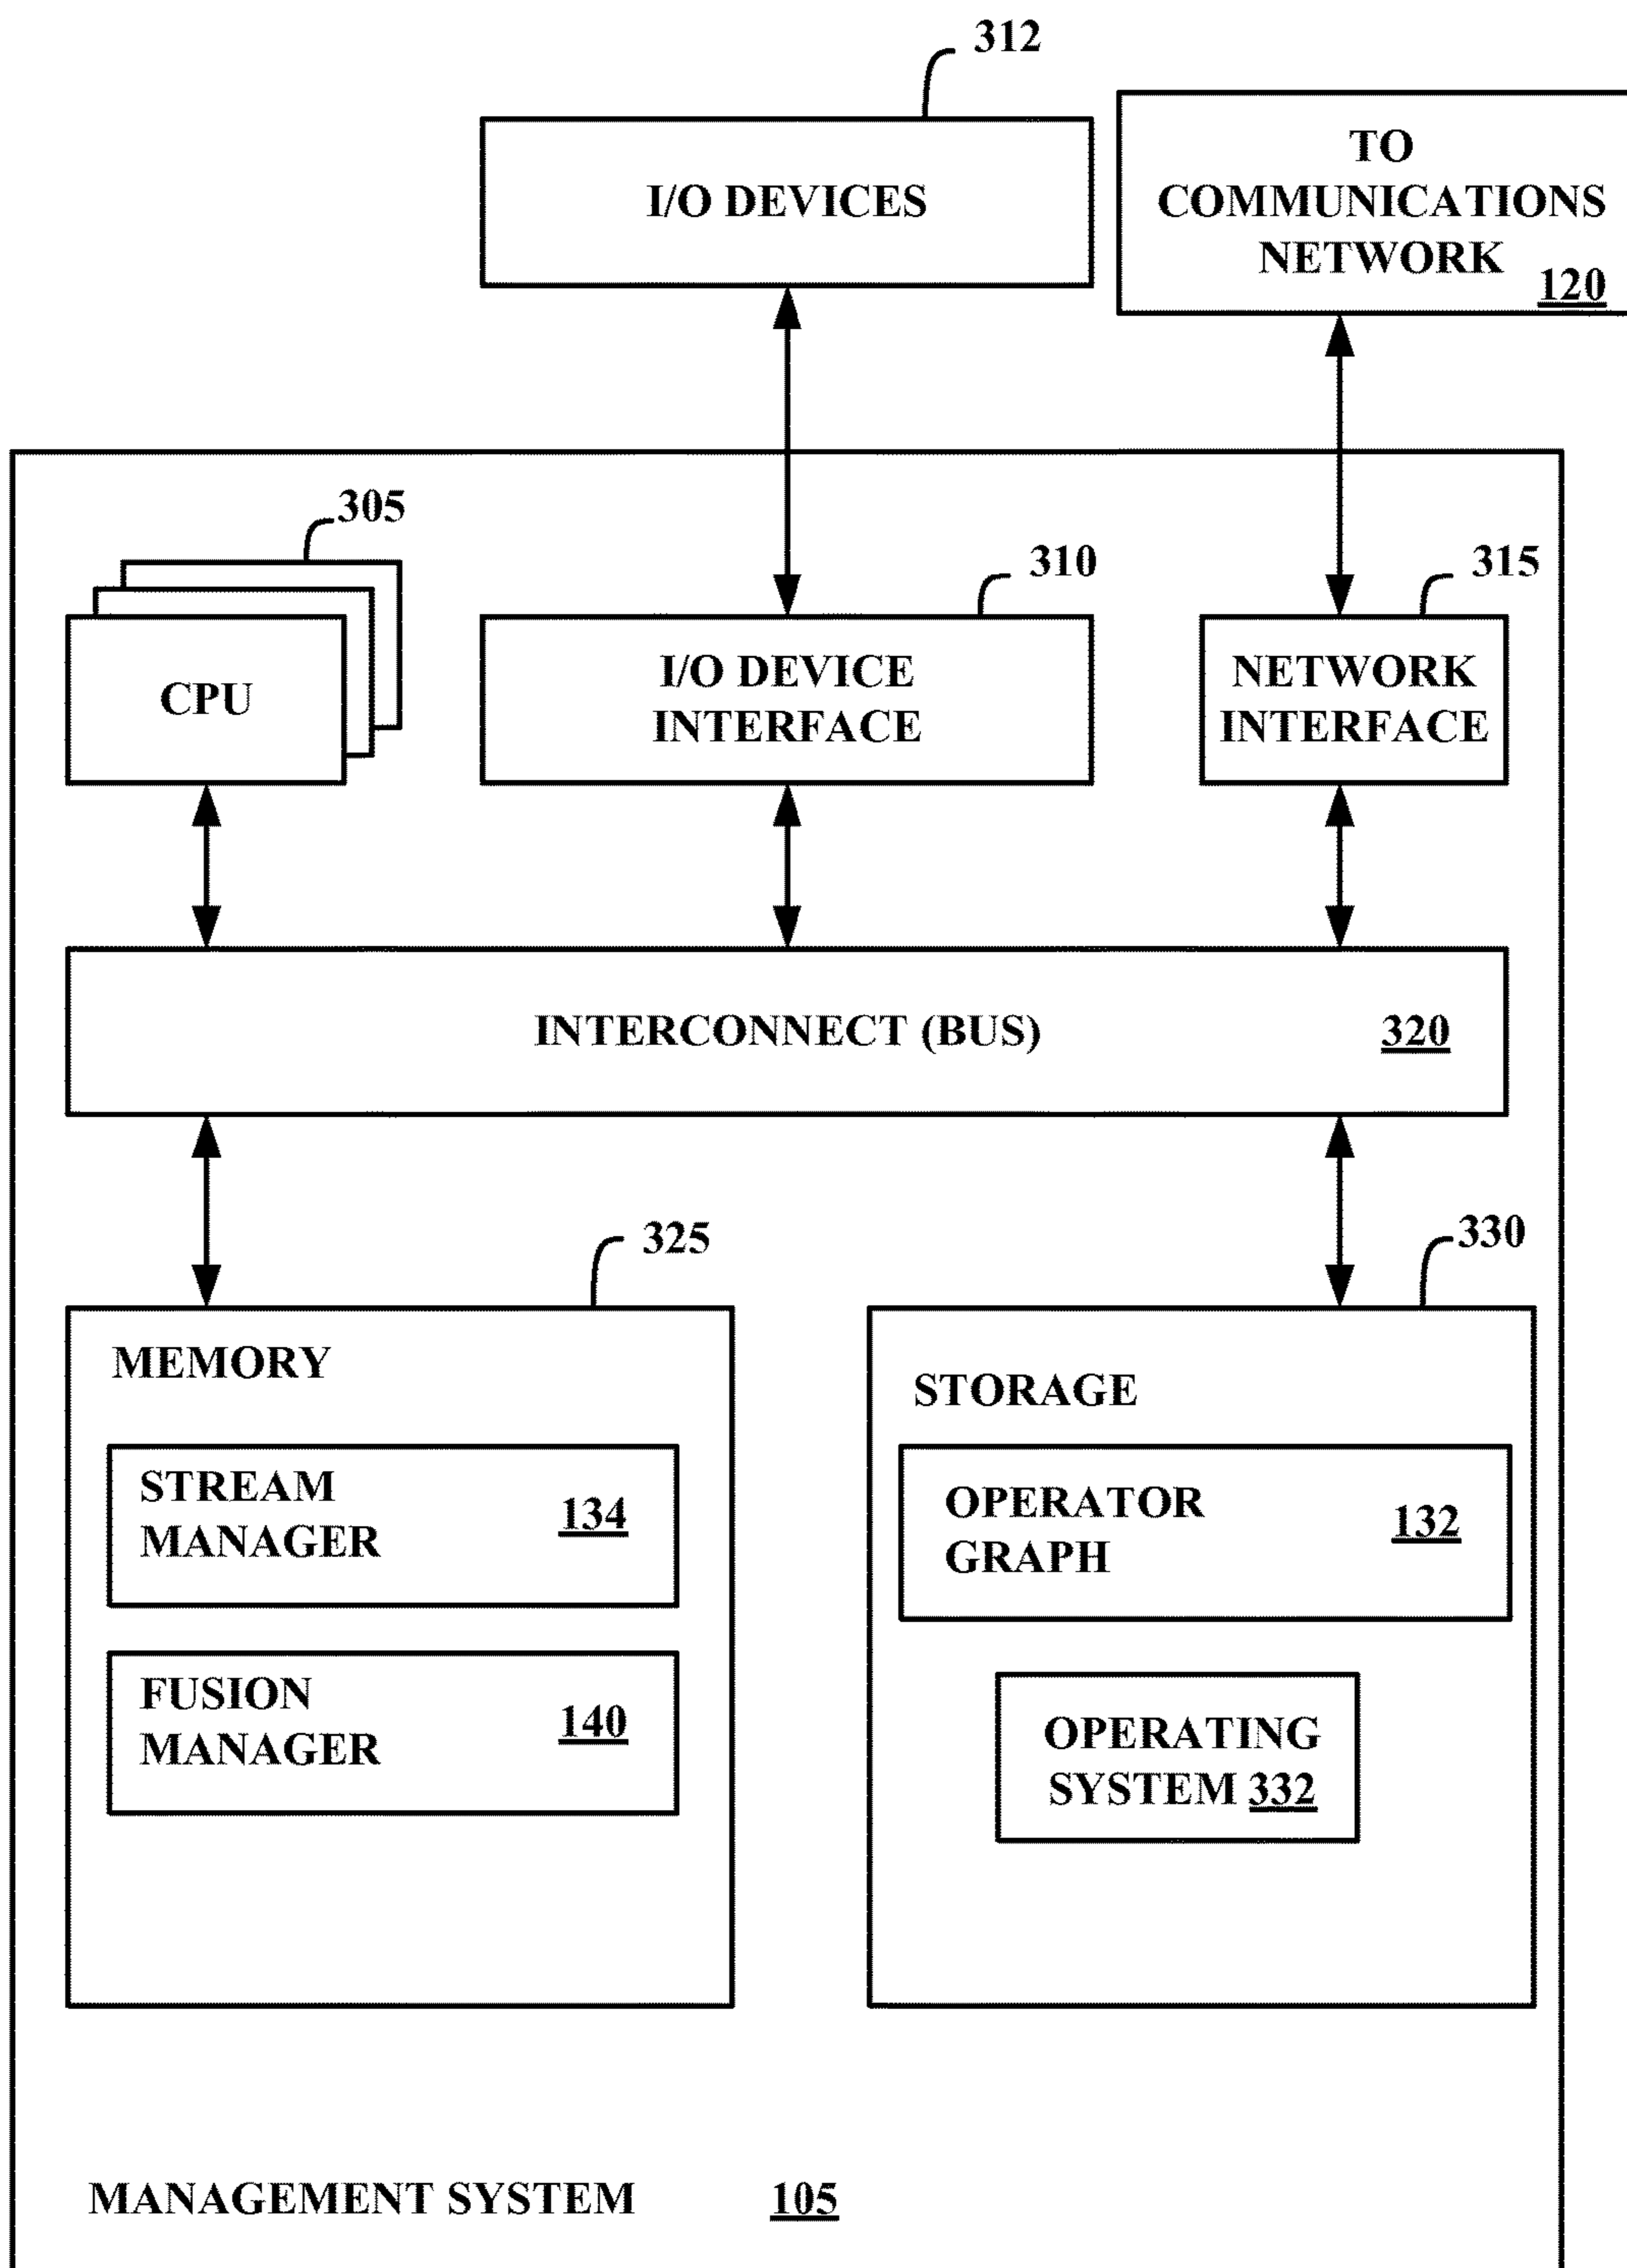 312
I/O DEVICES
TO
COMMUNICATIONS
NETWORK
120
305
310
315
CPU
I/O DEVICE
INTERFACE
NETWORK
INTERFACE
INTERCONNECT (BUS) 320
325
330
MEMORY
STREAM
MANAGER
134
FUSION
MANAGER
140
STORAGE
OPERATOR
GRAPH
132
OPERATING
SYSTEM 332
MANAGEMENT SYSTEM 105